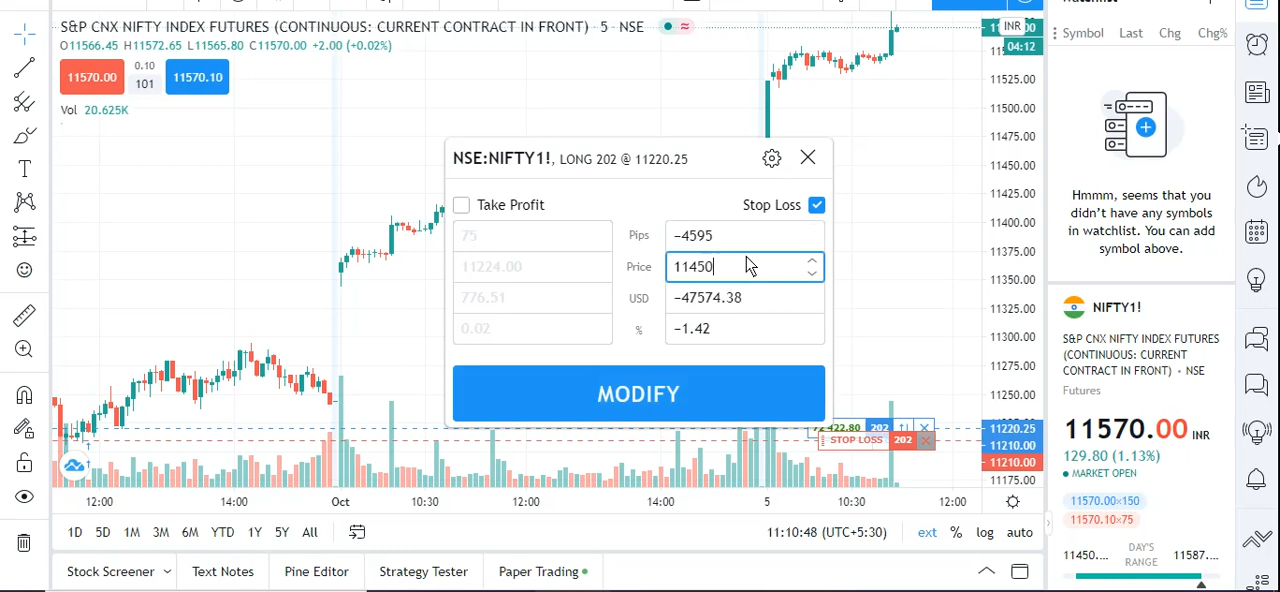 S&P CNX NIFTY INDEX FUTURES (CONTINUOUS: CURRENT CONTRACT IN FRONT) · 5 · NSE
O11566.45 H11572.65 L11565.80 C11570.00 +2.00 (+0.02%)
11570.00 0.10 101 11570.10
Vol 20.625K
INR
04:12
11525.00
11500.00
11475.00
11450.00
11425.00
11400.00
11375.00
11350.00
11325.00
11300.00
11275.00
11250.00
11220.25
11210.00
11210.00
11175.00
NSE:NIFTY1!, LONG 202 @ 11220.25
Take Profit Stop Loss
75 Pips −4595
11224.00 Price 11450
776.51 USD −47574.38
0.02 % −1.42
MODIFY
202
STOP LOSS 202
12:00 14:00 Oct 10:30 12:00 14:00 5 10:30 12:00
1D 5D 1M 3M 6M YTD 1Y 5Y All 11:10:48 (UTC+5:30) ext % log auto
Stock Screener Text Notes Pine Editor Strategy Tester Paper Trading
Symbol Last Chg Chg%
Hmmm, seems that you
didn't have any symbols
in watchlist. You can add
symbol above.
NIFTY1!
S&P CNX NIFTY INDEX FUTURES
(CONTINUOUS: CURRENT
CONTRACT IN FRONT) • NSE
Futures
11570.00 INR
129.80 (1.13%)
MARKET OPEN
11570.00×150
11570.10×75
11450.... DAY'S RANGE 11587....